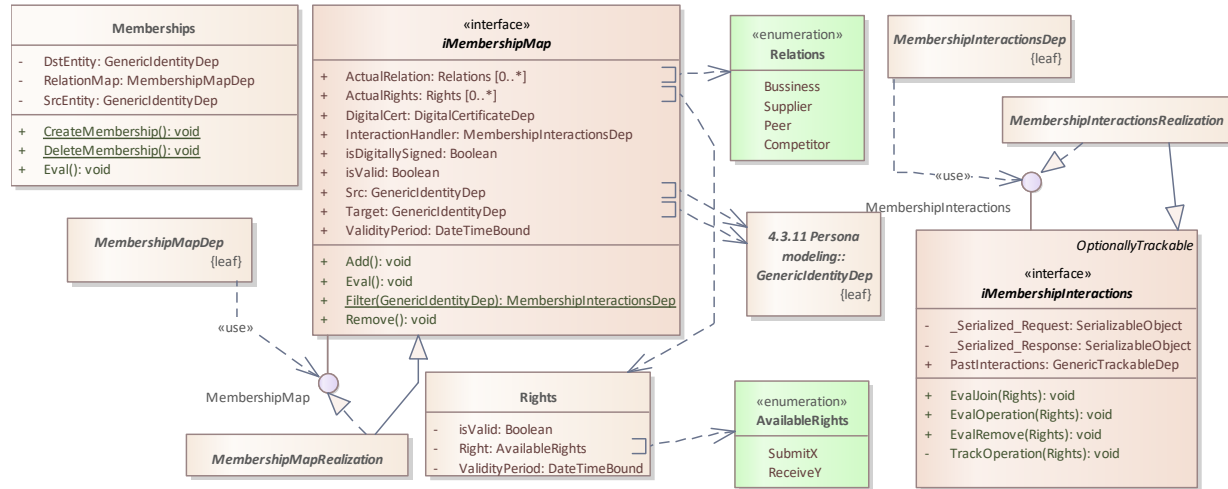 Memberships
- DstEntity: GenericIdentityDep
- RelationMap: MembershipMapDep
- SrcEntity: GenericIdentityDep
+ CreateMembership(): void
+ DeleteMembership(): void
+ Eval(): void
«interface»
iMembershipMap
+ ActualRelation: Relations [0..*]
+ ActualRights: Rights [0..*]
+ DigitalCert: DigitalCertificateDep
+ InteractionHandler: MembershipInteractionsDep
+ isDigitallySigned: Boolean
+ isValid: Boolean
+ Src: GenericIdentityDep
+ Target: GenericIdentityDep
+ ValidityPeriod: DateTimeBound
+ Add(): void
+ Eval(): void
+ Filter(GenericIdentityDep): MembershipInteractionsDep
+ Remove(): void
«enumeration»
Relations
Bussiness
Supplier
Peer
Competitor
MembershipInteractionsDep
{leaf}
MembershipInteractionsRealization
«use»
MembershipInteractions
MembershipMapDep
{leaf}
«use»
MembershipMap
MembershipMapRealization
4.3.11 Persona
modeling::
GenericIdentityDep
{leaf}
Rights
- isValid: Boolean
- Right: AvailableRights
- ValidityPeriod: DateTimeBound
«enumeration»
AvailableRights
SubmitX
ReceiveY
OptionallyTrackable
«interface»
iMembershipInteractions
- _Serialized_Request: SerializableObject
- _Serialized_Response: SerializableObject
+ PastInteractions: GenericTrackableDep
+ EvalJoin(Rights): void
+ EvalOperation(Rights): void
+ EvalRemove(Rights): void
- TrackOperation(Rights): void